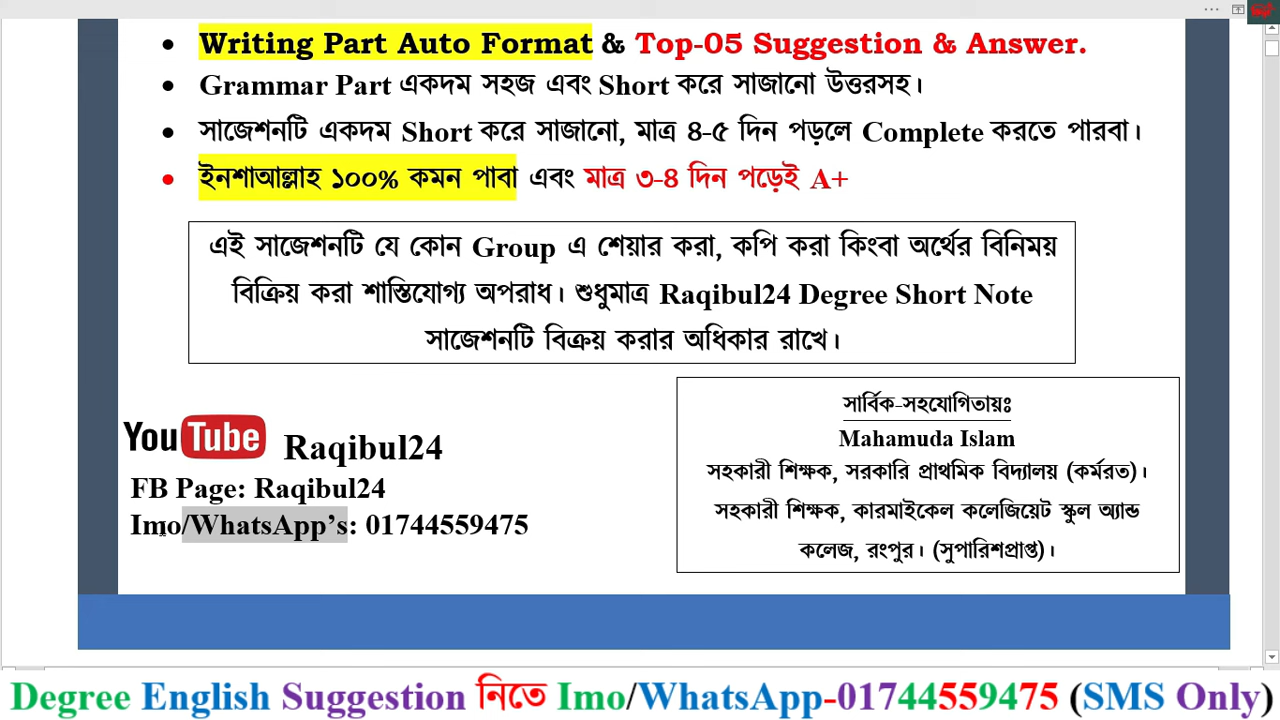 Writing Part Auto Format & Top-05 Suggestion & Answer.
Grammar Part একদম সহজ এবং Short করে সাজানো উত্তরসহ।
সাজেশনটি একদম Short করে সাজানো, মাত্র ৪-৫ দিন পড়লে Complete করতে পারবা।
ইনশাআল্লাহ ১০০% কমন পাবা এবং মাত্র ৩-৪ দিন পড়েই A+
এই সাজেশনটি যে কোন Group এ শেয়ার করা, কপি করা কিংবা অর্থের বিনিময়
বিক্রিয় করা শাস্তিযোগ্য অপরাধ। শুধুমাত্র Raqibul24 Degree Short Note
সাজেশনটি বিক্রয় করার অধিকার রাখে।
YouTube Raqibul24
FB Page: Raqibul24
Imo/WhatsApp’s: 01744559475
সার্বিক-সহযোগিতায়ঃ
Mahamuda Islam
সহকারী শিক্ষক, সরকারি প্রাথমিক বিদ্যালয় (কর্মরত)।
সহকারী শিক্ষক, কারমাইকেল কলেজিয়েট স্কুল অ্যান্ড
কলেজ, রংপুর। (সুপারিশপ্রাপ্ত)।
Degree English Suggestion নিতে Imo/WhatsApp-01744559475 (SMS Only)